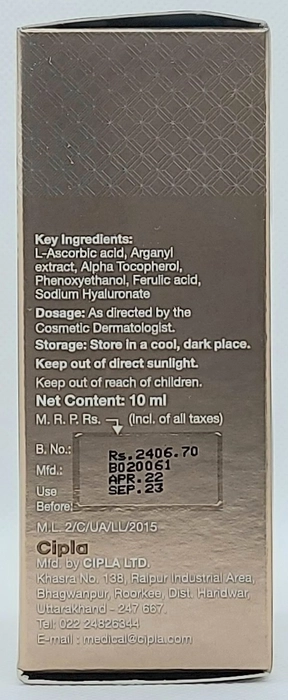 Key Ingredients:
L-Ascorbic acid, Arganyl
extract, Alpha Tocopherol,
Phenoxyethanol, Ferulic acid,
Sodium Hyaluronate
Dosage: As directed by the
Cosmetic Dermatologist.
Storage: Store in a cool, dark place.
Keep out of direct sunlight.
Keep out of reach of children.
Net Content: 10 ml
M. R. P. Rs. (Incl. of all taxes)
Rs.2406.70
B. No.: B020061
Mfd.: APR.22
Use
Before: SEP.23
M.L. 2/C/UA/LL/2015
Cipla
Mfd. by CIPLA LTD.
Khasra No. 138, Raipur Industrial Area,
Bhagwanpur, Roorkee, Dist. Haridwar,
Uttarakhand - 247 667.
Tel: 022 24826344
E-mail : medical@cipla.com